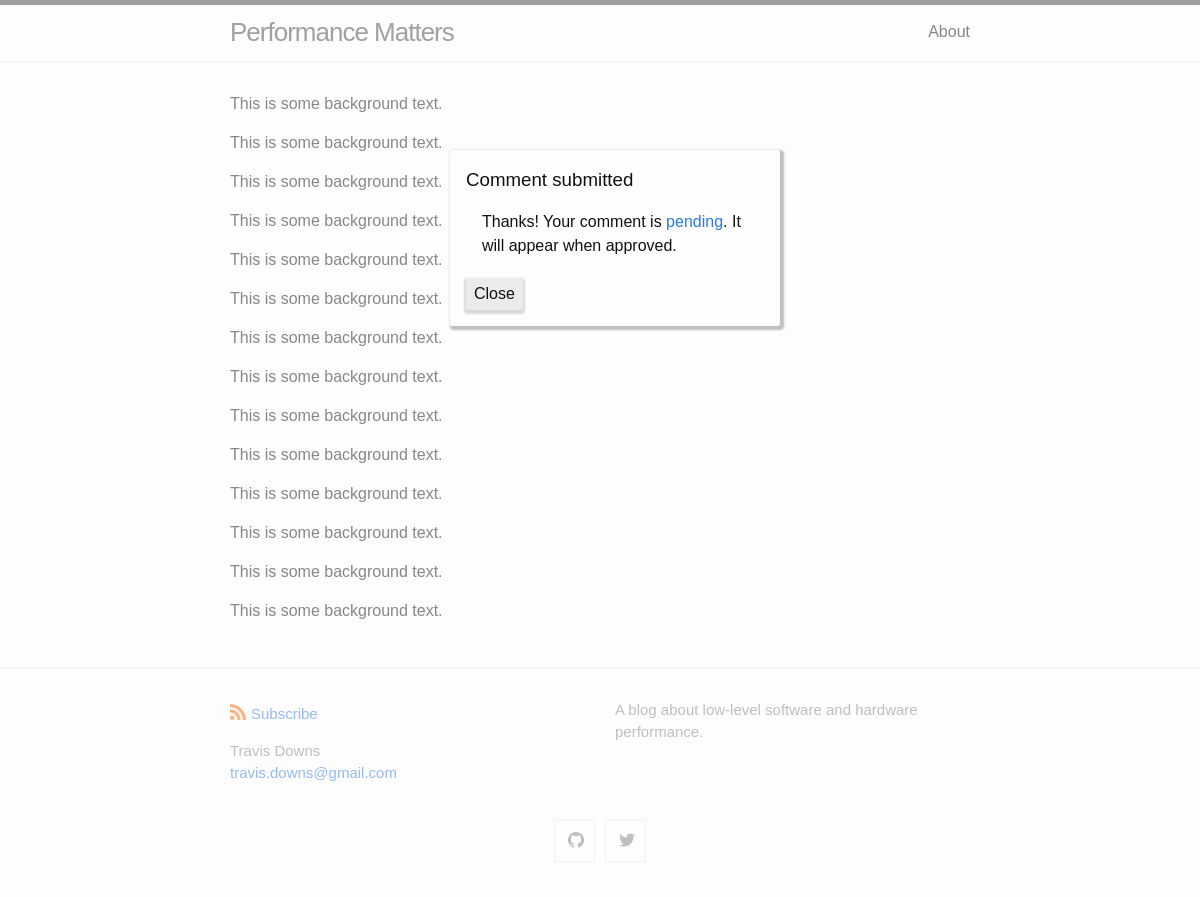 Performance Matters
About
This is some background text.
This is some background text.
This is some background text.
This is some background text.
This is some background text.
This is some background text.
This is some background text.
This is some background text.
This is some background text.
This is some background text.
This is some background text.
This is some background text.
This is some background text.
This is some background text.
Comment submitted
Thanks! Your comment is pending. It
will appear when approved.
Close
Subscribe
Travis Downs
travis.downs@gmail.com
A blog about low-level software and hardware
performance.